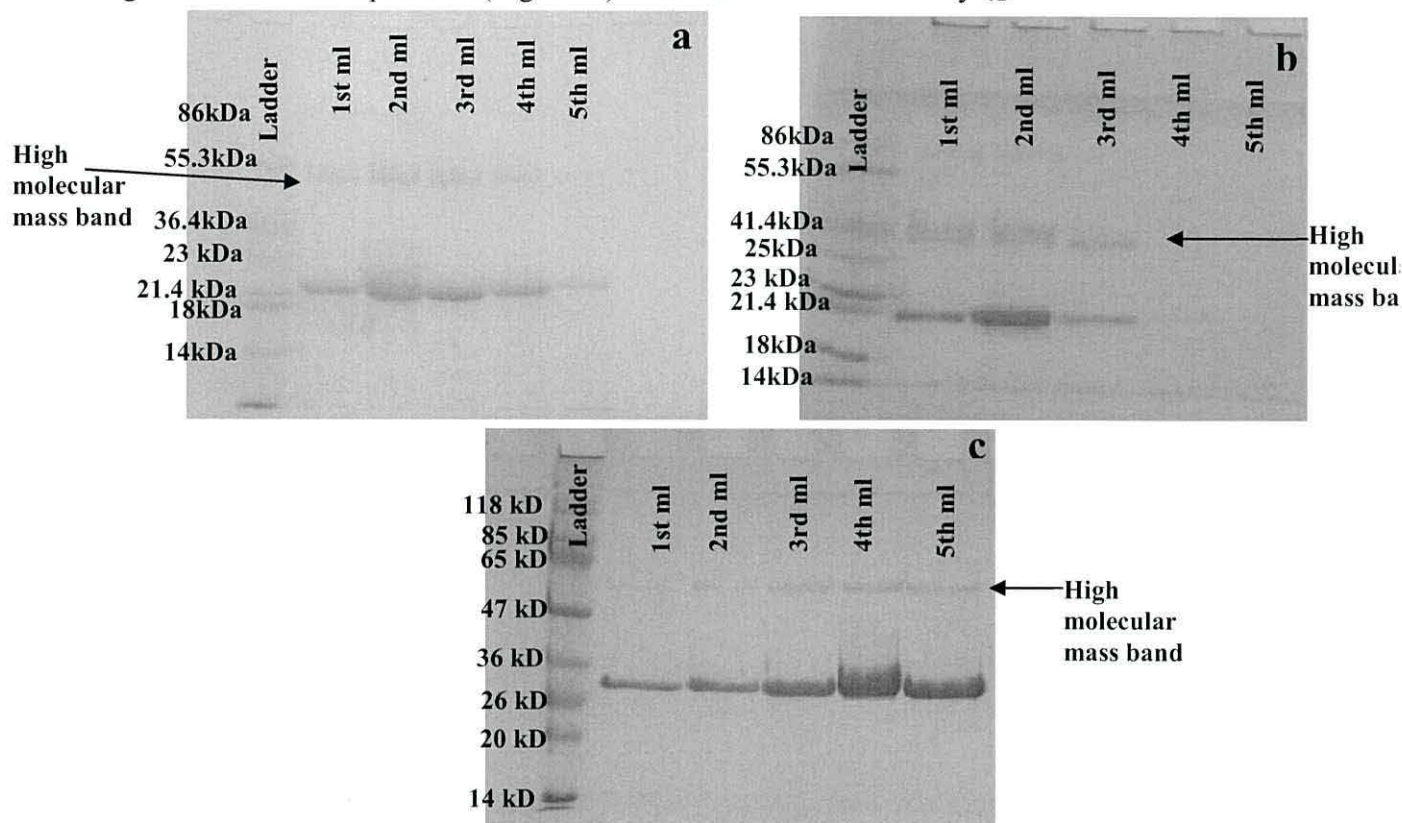 a
Ladder
1st ml
2nd ml
3rd ml
4th ml
5th ml
86kDa
55.3kDa
36.4kDa
23 kDa
21.4 kDa
18kDa
14kDa
High
molecular
mass band
b
Ladder
1st ml
2nd ml
3rd ml
4th ml
5th ml
86kDa
55.3kDa
41.4kDa
25kDa
23 kDa
21.4 kDa
18kDa
14kDa
High
molecul
mass ba
c
Ladder
1st ml
2nd ml
3rd ml
4th ml
5th ml
118 kD
85 kD
65 kD
47 kD
36 kD
26 kD
20 kD
14 kD
High
molecular
mass band